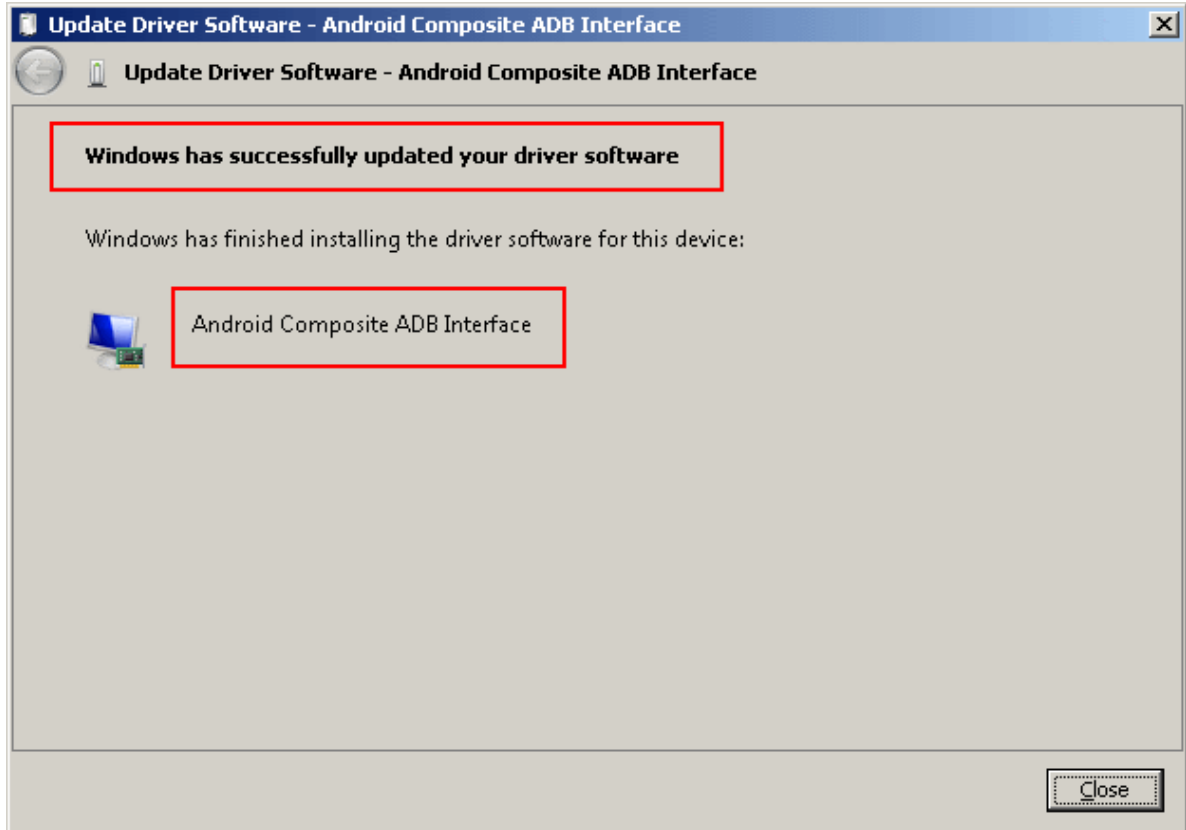 Update Driver Software - Android Composite ADB Interface
Update Driver Software - Android Composite ADB Interface
Windows has successfully updated your driver software
Windows has finished installing the driver software for this device:
Android Composite ADB Interface
Close